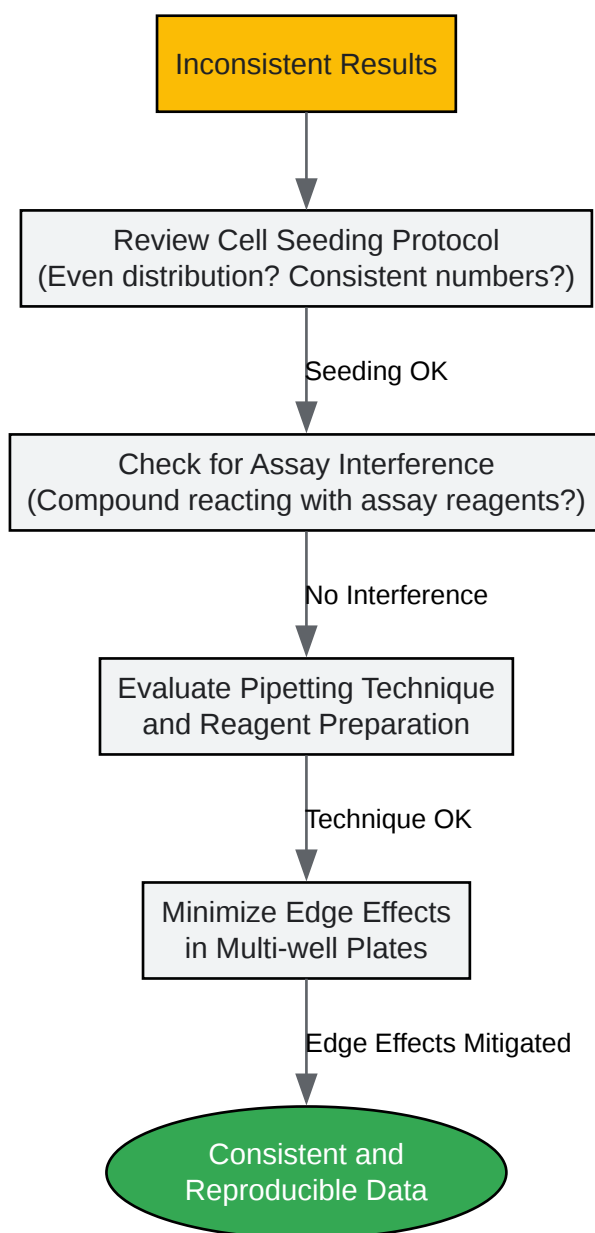 Inconsistent Results
Review Cell Seeding Protocol
(Even distribution? Consistent numbers?)
Seeding OK
Check for Assay Interference
(Compound reacting with assay reagents?)
No Interference
Evaluate Pipetting Technique
and Reagent Preparation
Technique OK
Minimize Edge Effects
in Multi-well Plates
Edge Effects Mitigated
Consistent and
Reproducible Data